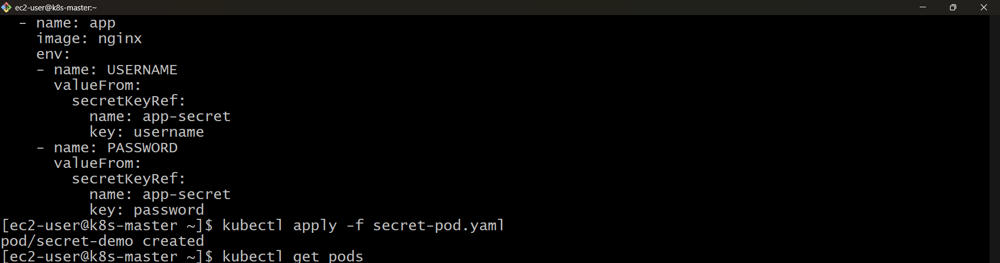 ec2-user@k8s-master:~
- name: app
image: nginx
env:
- name: USERNAME
valueFrom:
secretKeyRef:
name: app-secret
key: username
- name: PASSWORD
valueFrom:
secretKeyRef:
name: app-secret
key: password
[ec2-user@k8s-master ~]$ kubectl apply -f secret-pod.yaml
pod/secret-demo created
[ec2-user@k8s-master ~]$ kubectl get pods